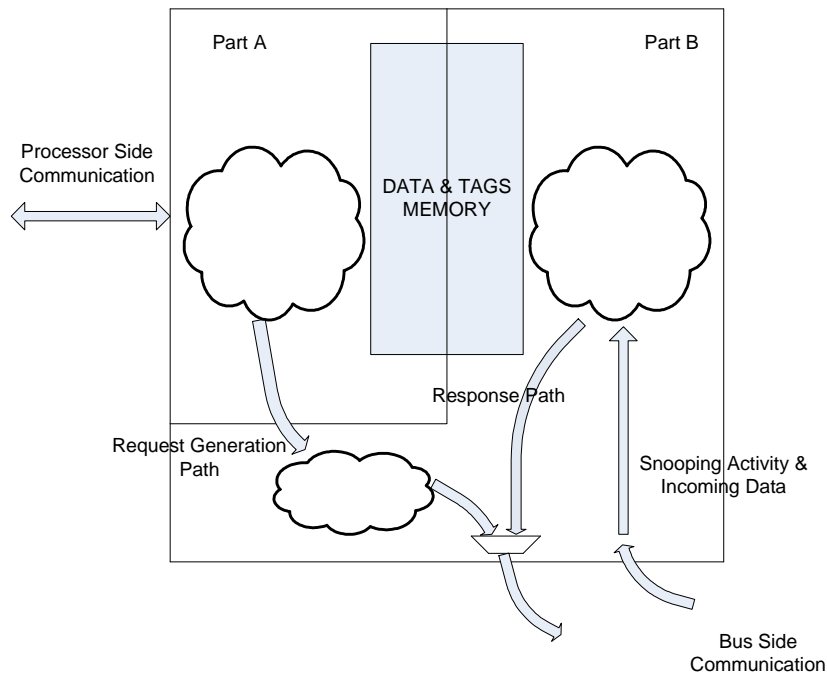 Part A
Part B
Processor Side
Communication
DATA & TAGS
MEMORY
Response Path
Request Generation
Path
Snooping Activity &
Incoming Data
Bus Side
Communication